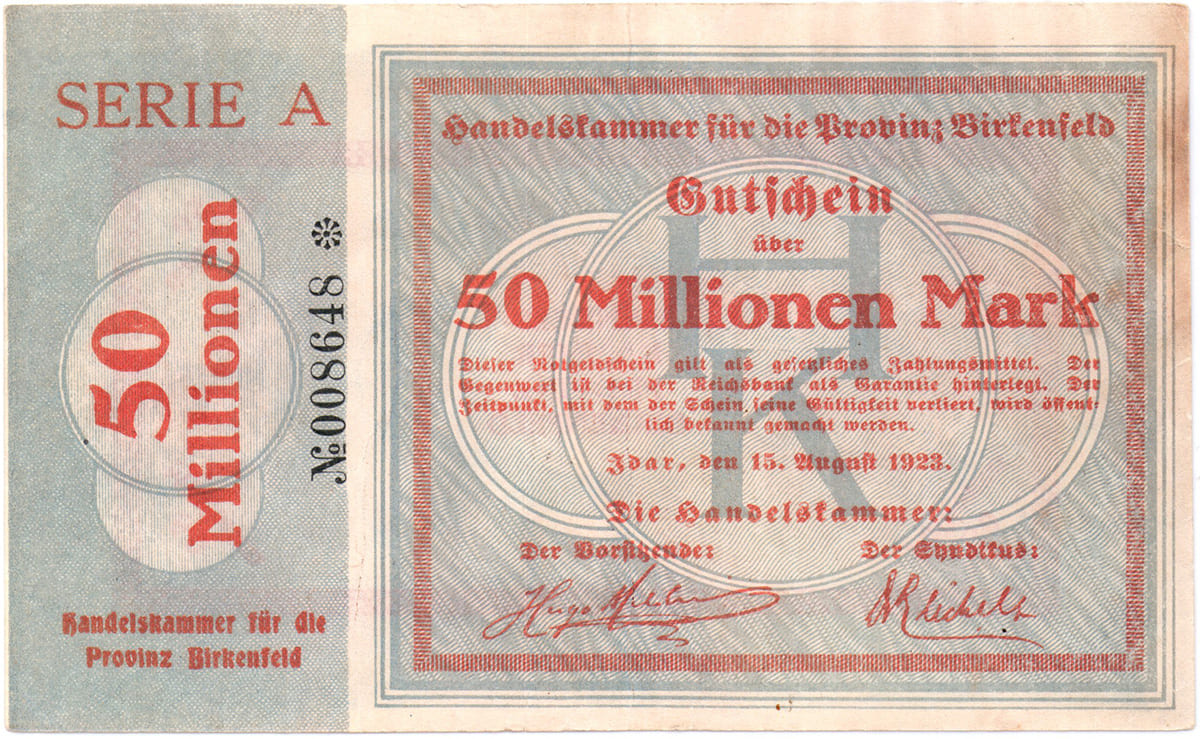 SERIE A
50
Millionen
№008648 *
Handelskammer für die
Provinz Birkenfeld
Handelskammer für die Provinz Birkenfeld
Gutschein
über
50 Millionen Mark
Dieser Notgeldschein gilt als gesetzliches Zahlungsmittel. Der
Gegenwert ist bei der Reichsbank als Garantie hinterlegt. Der
Zeitpunkt, mit dem der Schein seine Gültigkeit verliert, wird öffent-
lich bekannt gemacht werden.
Idar, den 15. August 1923.
Die Handelskammer:
Der Vorsitzende: Der Syndikus:
Hugo
H
K